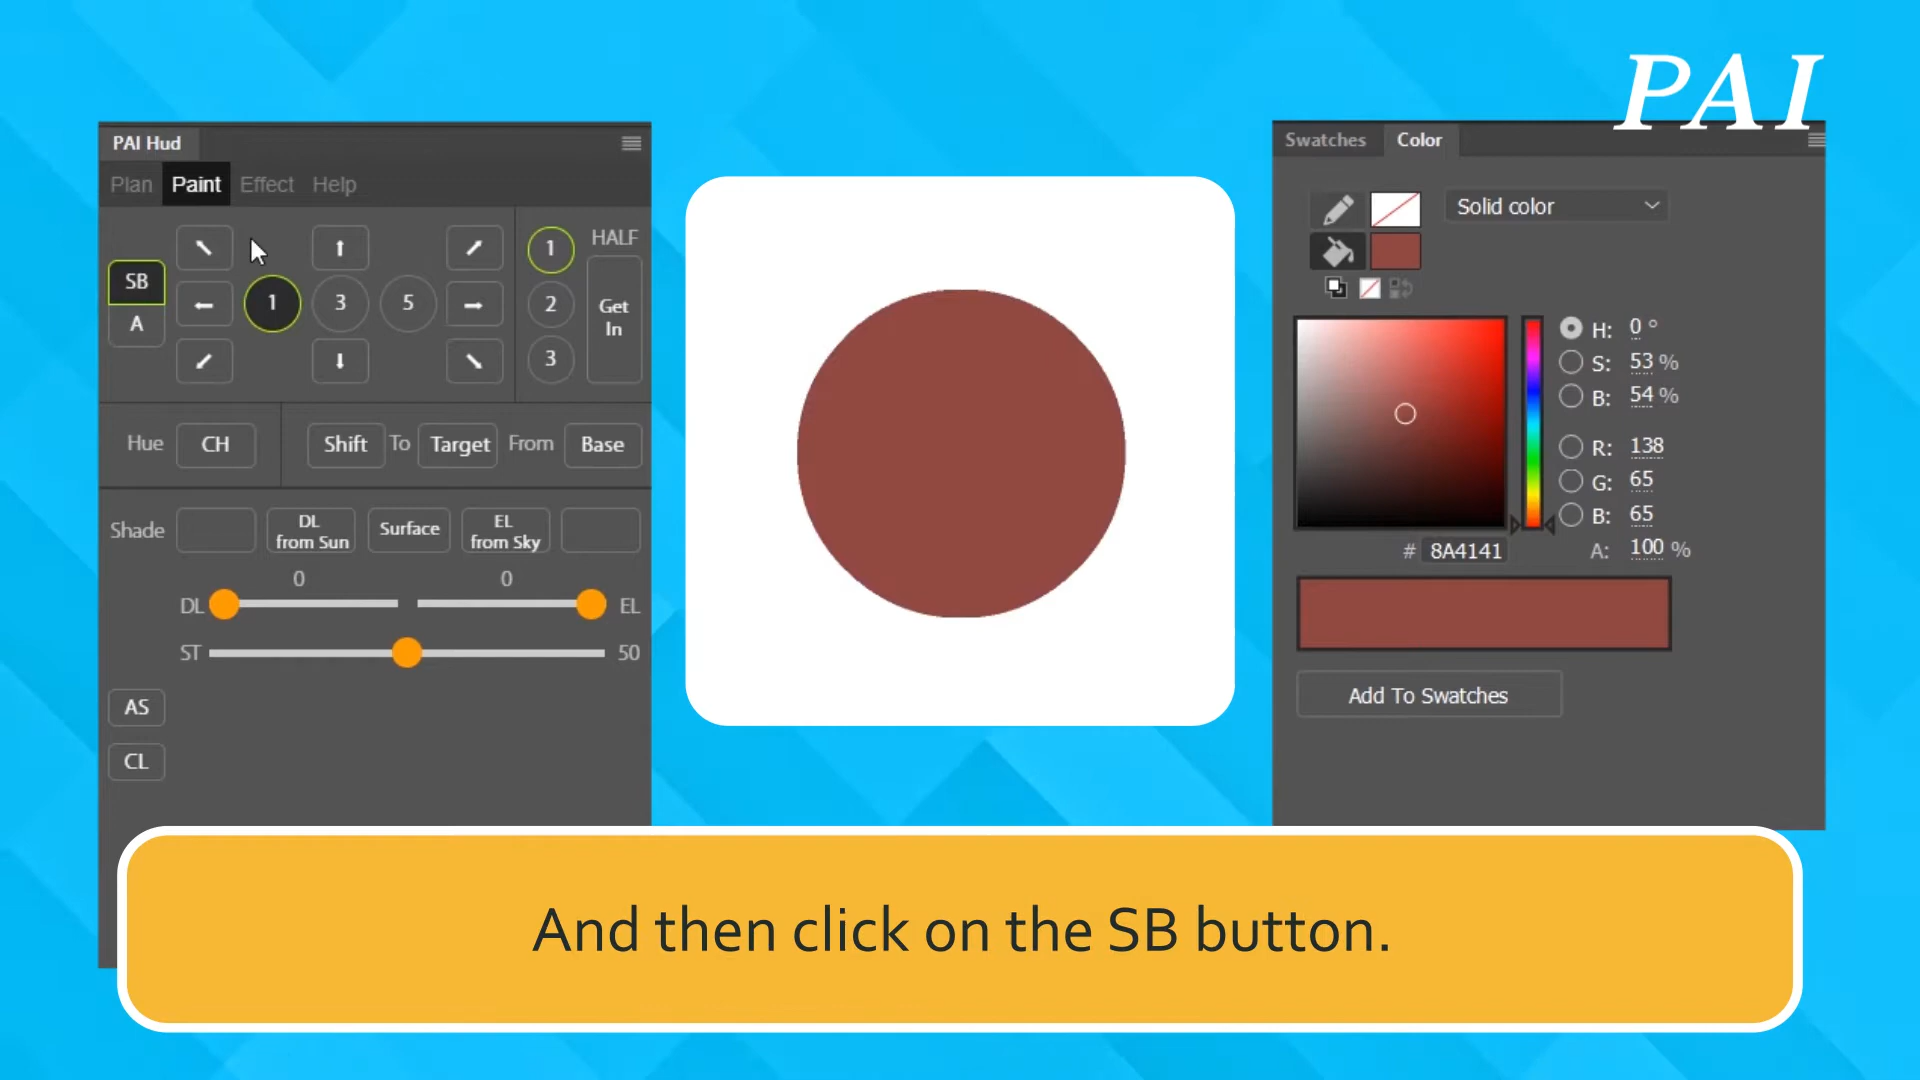 PAI
PAI Hud
Plan Paint Effect Help
SB
A
1 3 5
1
2
3
HALF
Get
In
Hue CH Shift To Target From Base
Shade
DL
from Sun
Surface
EL
from Sky
0 0
DL EL
ST 50
AS
CL
Swatches Color
Solid color
H: 0 °
S: 53 %
B: 54 %
R: 138
G: 65
B: 65
# 8A4141 A: 100 %
Add To Swatches
And then click on the SB button.